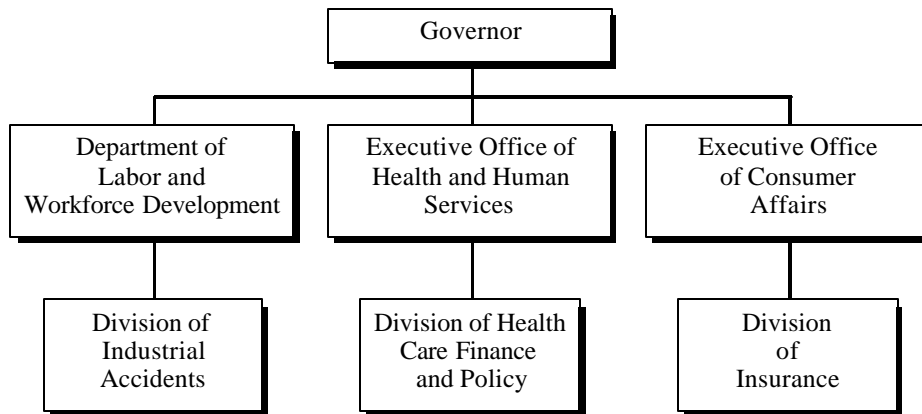 Governor
Department of
Labor and
Workforce Development
Executive Office of
Health and Human
Services
Executive Office
of Consumer
Affairs
Division of
Industrial
Accidents
Division of Health
Care Finance
and Policy
Division
of
Insurance